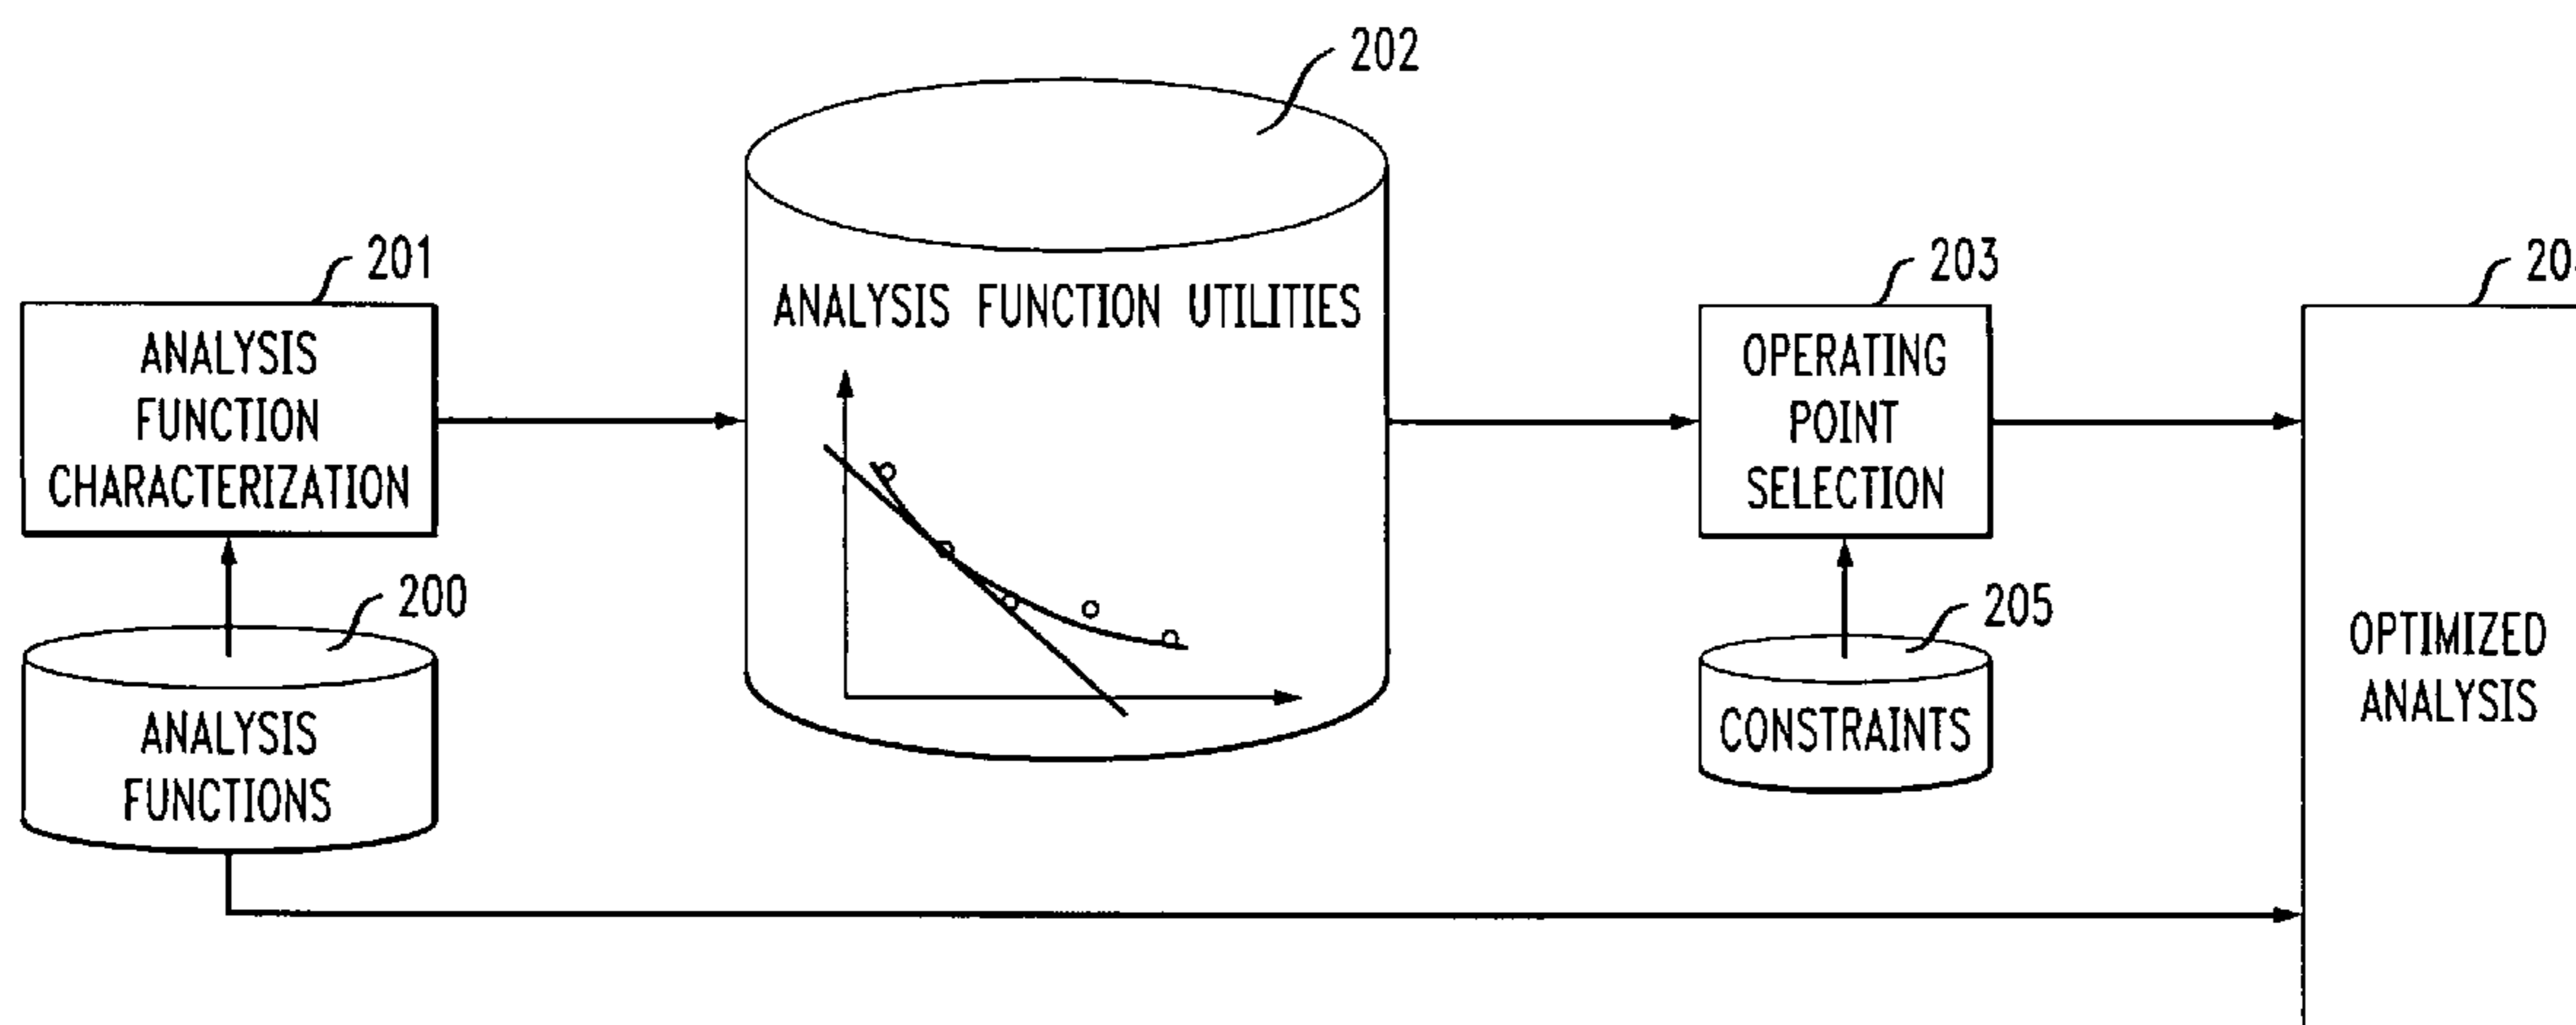 202
201
ANALYSIS
FUNCTION
CHARACTERIZATION
ANALYSIS FUNCTION UTILITIES
203
OPERATING
POINT
SELECTION
200
ANALYSIS
FUNCTIONS
205
CONSTRAINTS
OPTIMIZED
ANALYSIS